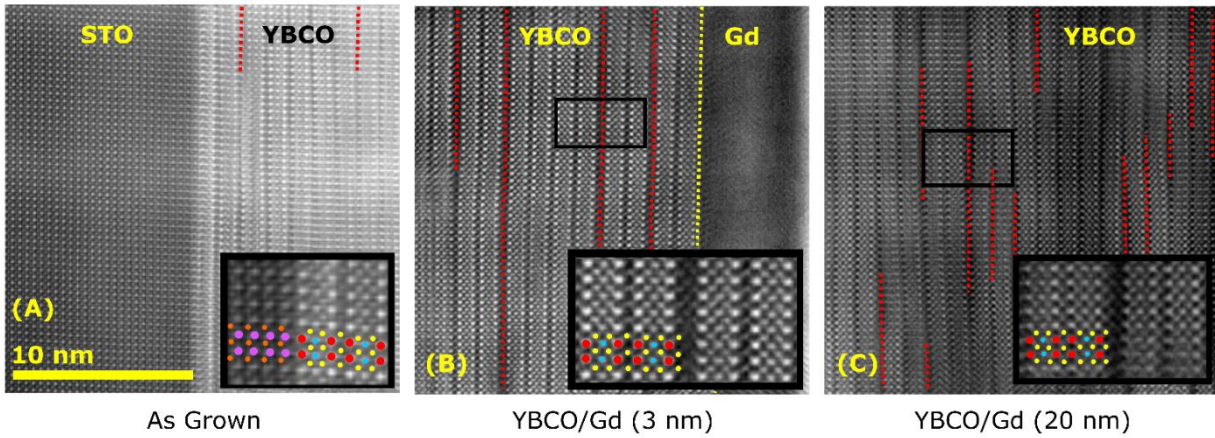 STO YBCO
(A)
10 nm
YBCO Gd
(B)
YBCO
(C)
As Grown
YBCO/Gd (3 nm)
YBCO/Gd (20 nm)